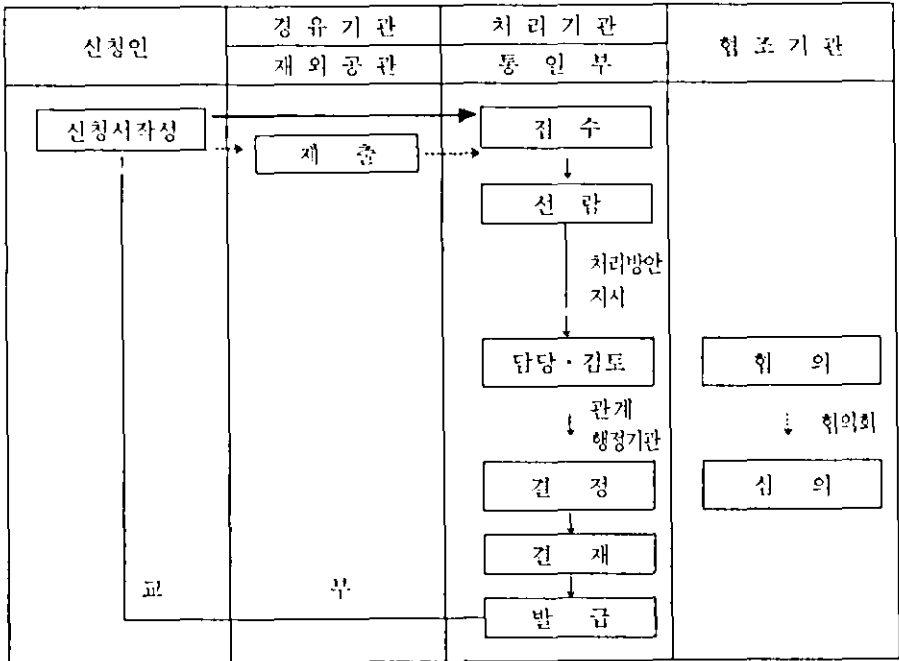 신청인
경유기관
처리기관
협조기관
재외공관
통일부
신청서작성
접 수
제 출
선 람
처리방안
지시
담당·검토
협 의
관계
행정기관
협의회
결 정
심 의
결 재
교 부
발 급